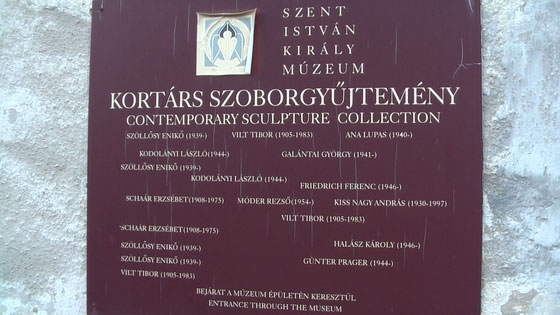 SZENT
ISTVÁN
KIRÁLY
MÚZEUM
KORTÁRS SZOBORGYŰJTEMÉNY
CONTEMPORARY SCULPTURE COLLECTION
SZÖLLŐSY ENIKŐ (1939-) VILT TIBOR (1905-1983) ANA LUPAS (1940-)
KODOLÁNYI LÁSZLÓ(1944-) GALÁNTAI GYÖRGY (1941-)
SZÖLLŐSY ENIKŐ (1939-)
KODOLÁNYI LÁSZLÓ (1944-)
FRIEDRICH FERENC (1946-)
SCHAÁR ERZSÉBET(1908-1975) MÓDER REZSŐ(1954-) KISS NAGY ANDRÁS (1930-1997)
VILT TIBOR (1905-1983)
SCHAÁR ERZSÉBET(1908-1975)
SZÖLLŐSY ENIKŐ (1939-) HALÁSZ KÁROLY (1946-)
SZÖLLŐSY ENIKŐ (1939-) GÜNTER PRAGER (1944-)
VILT TIBOR (1905-1983)
BEJÁRAT A MÚZEUM ÉPÜLETÉN KERESZTÜL
ENTRANCE THROUGH THE MUSEUM